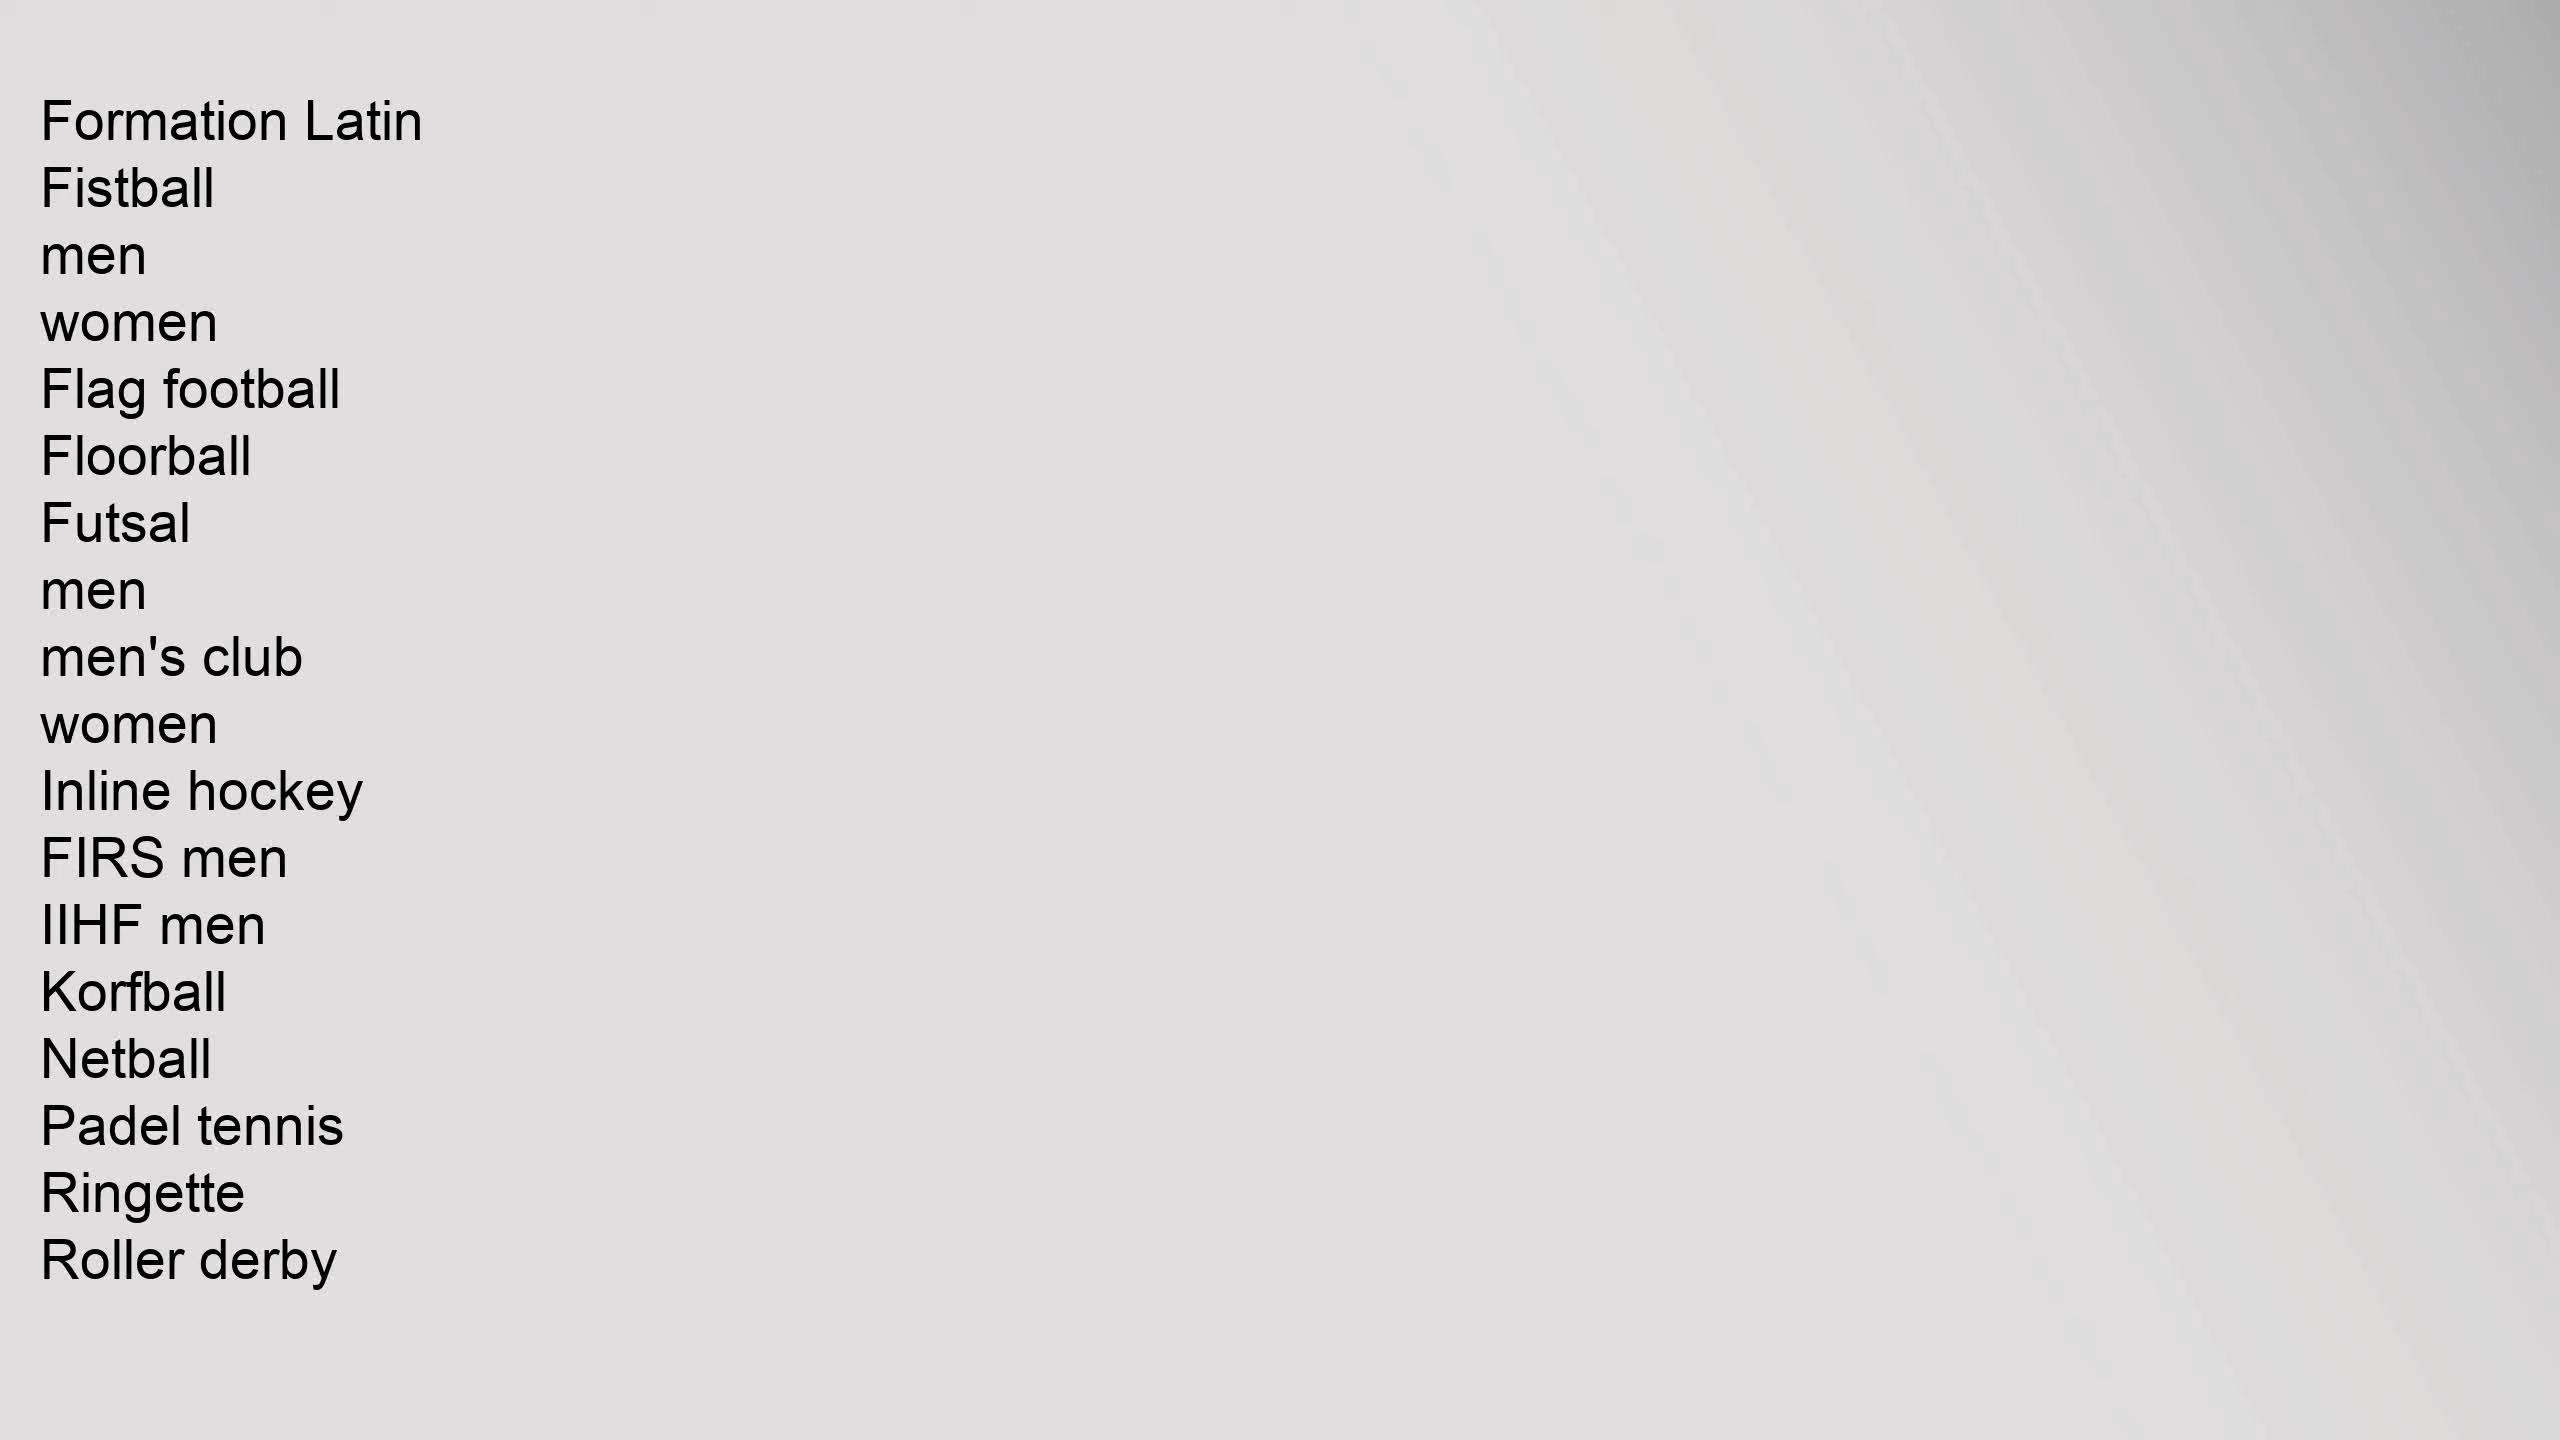 Formation Latin
Fistball
men
women
Flag football
Floorball
Futsal
men
men's club
women
Inline hockey
FIRS men
IIHF men
Korfball
Netball
Padel tennis
Ringette
Roller derby